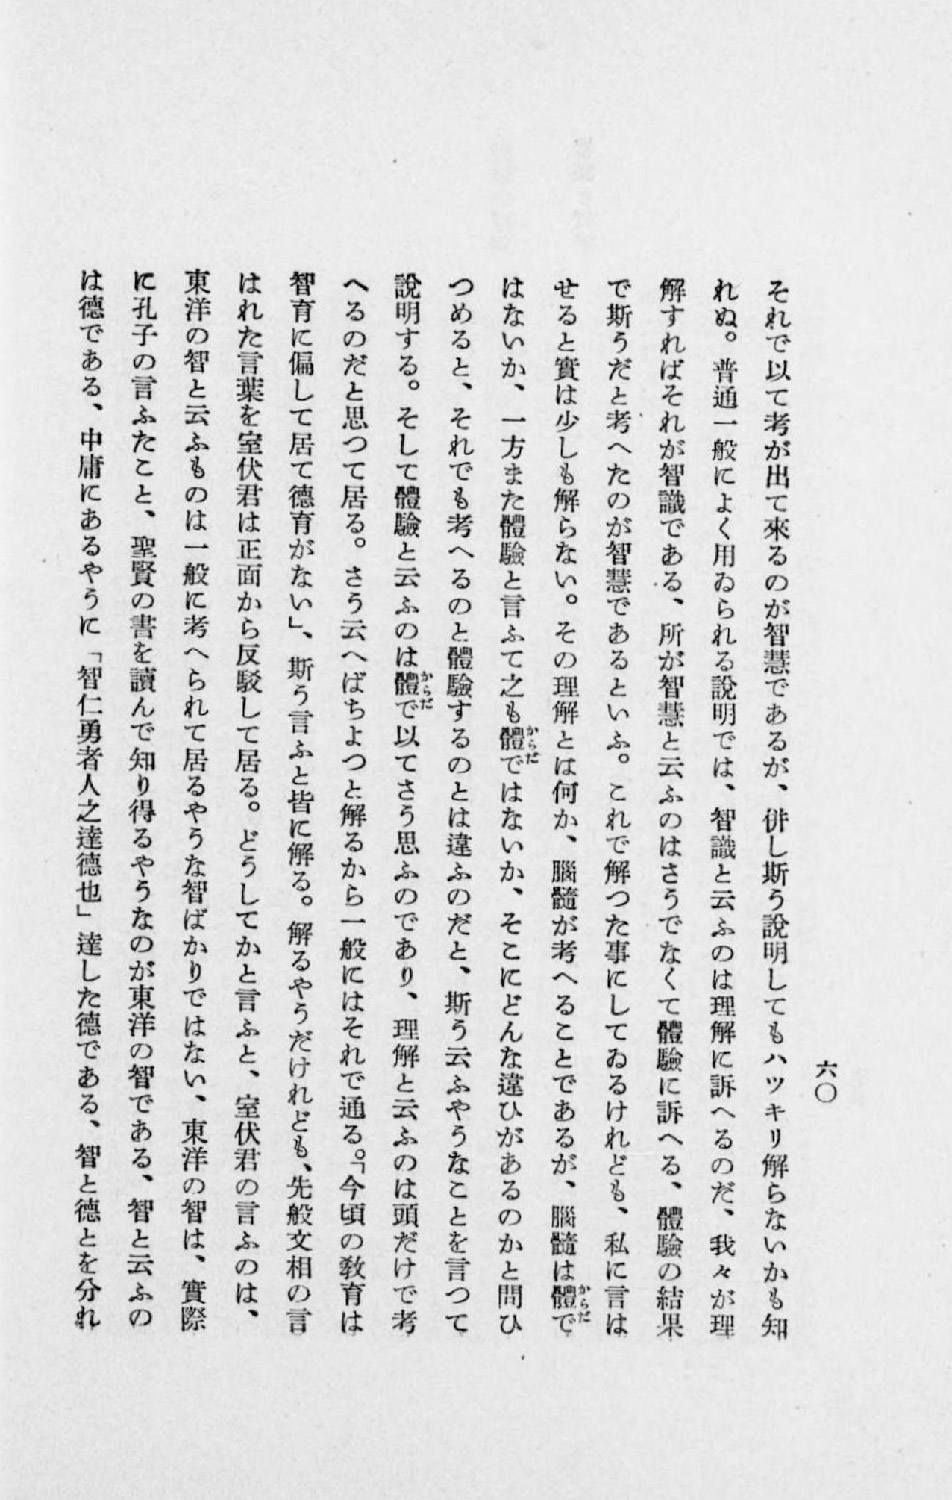 六〇
それで以て考が出て來るのが智慧であるが、併し斯う說明してもハツキリ解らないかも知
れぬ。普通一般によく用ゐられる說明では、智識と云ふのは理解に訴へるのだ、我々が理
解すればそれが智識である、所が智慧と云ふのはさうでなくて體驗に訴へる、體驗の結果
で斯うだと考へたのが智慧であるといふ。これで解つた事にしてゐるけれども、私に言は
せると實は少しも解らない。その理解とは何か、腦髓が考へることであるが、腦髓は體で
からだ
はないか、一方また體驗と言ふて之も體ではないか、そこにどんな違ひがあるのかと問ひ
からだ
つめると、それでも考へるのと體驗するのとは違ふのだと、斯う云ふやうなことを言つて
說明する。そして體驗と云ふのは體で以てさう思ふのであり、理解と云ふのは頭だけで考
からだ
へるのだと思つて居る。さう云へばちよつと解るから一般にはそれで通る。「今頃の敎育は
智育に偏して居て德育がない」、斯う言ふと皆に解る。解るやうだけれども、先般文相の言
はれた言葉を室伏君は正面から反駁して居る。どうしてかと言ふと、室伏君の言ふのは、
東洋の智と云ふものは一般に考へられて居るやうな智ばかりではない、東洋の智は、實際
に孔子の言ふたこと、聖賢の書を讀んで知り得るやうなのが東洋の智である、智と云ふの
は德である、中庸にあるやうに「智仁勇者人之達德也」達した德である、智と德とを分れ